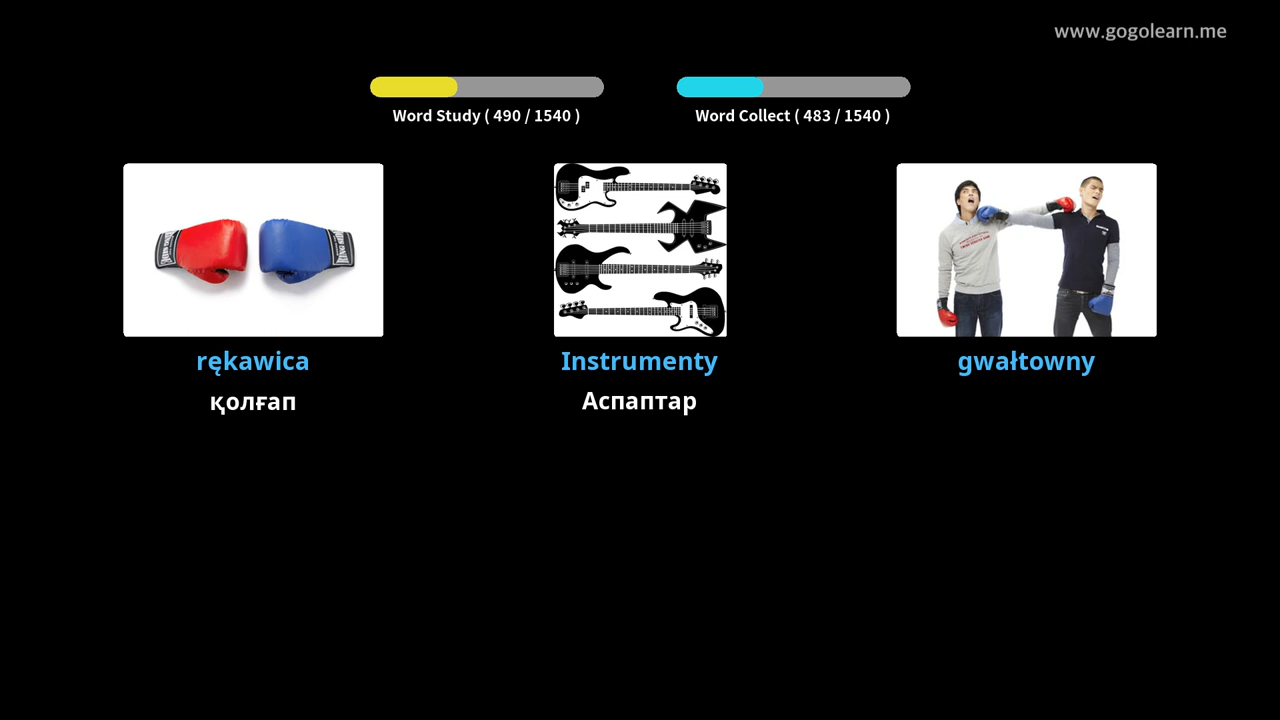 www.gogolearn.me
Word Study ( 490 / 1540 )
Word Collect ( 483 / 1540 )
rękawica
Instrumenty
gwałtowny
қолғап
Аспаптар